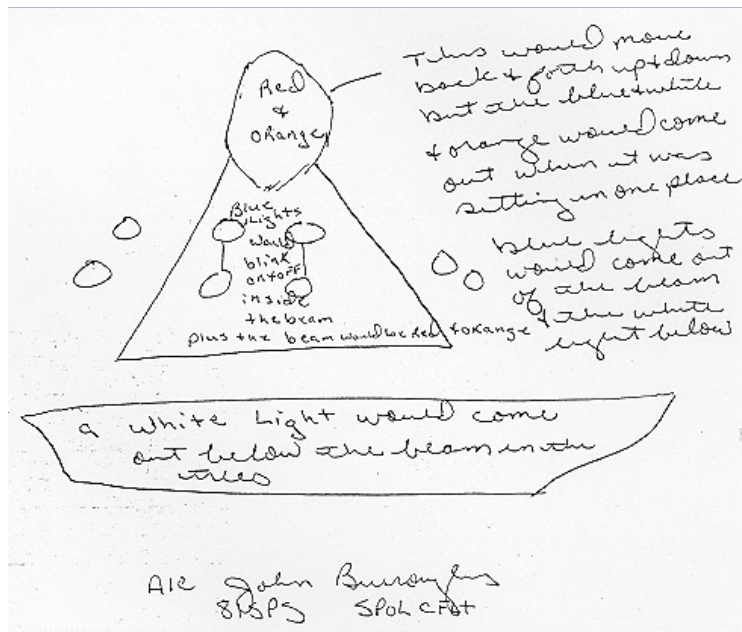 Red
&
orange
This would move
back & forth up & down
but the blue & white
& orange would come
out when it was
setting in one place
Blue
Lights
would
blink
on & off
inside
the beam
plus the beam would be Red & orange
blue lights
would come out
of the beam
& the white
light below
a white Light would come
out below the beam in the
trees
A1C John Burroughs
81SPS